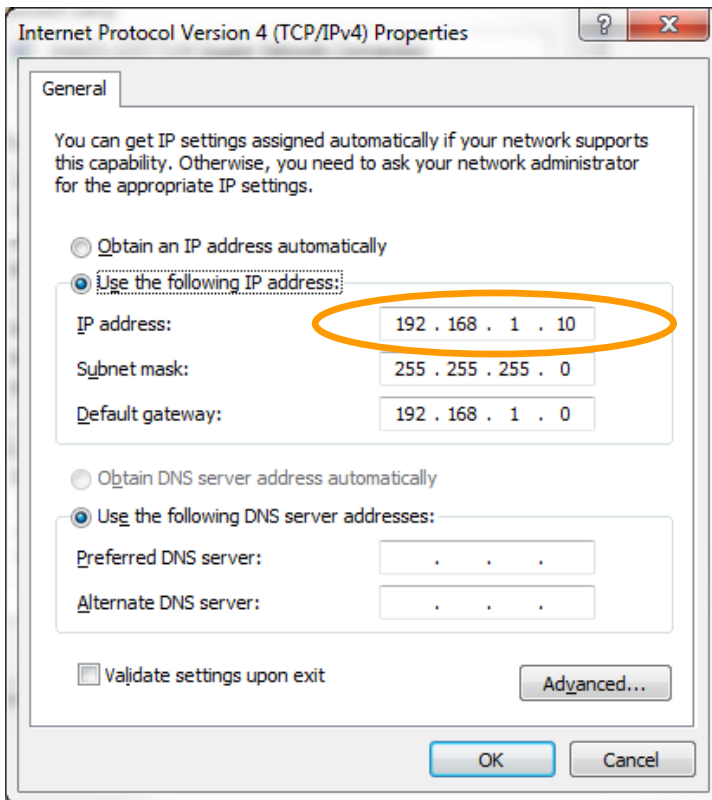 Internet Protocol Version 4 (TCP/IPv4) Properties
?
General
You can get IP settings assigned automatically if your network supports
this capability. Otherwise, you need to ask your network administrator
for the appropriate IP settings.
Obtain an IP address automatically
Use the following IP address:
IP address: 192 . 168 . 1 . 10
Subnet mask: 255 . 255 . 255 . 0
Default gateway: 192 . 168 . 1 . 0
Obtain DNS server address automatically
Use the following DNS server addresses:
Preferred DNS server: . . .
Alternate DNS server: . . .
Validate settings upon exit
Advanced...
OK Cancel